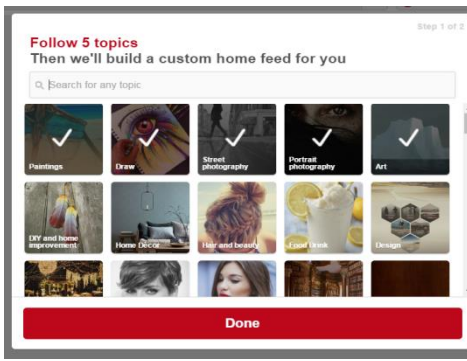 Step 1 of 2
Follow 5 topics
Then we'll build a custom home feed for you
Search for any topic
Paintings
Draw
Street
photography
Portrait
photography
Art
DIY and home
improvement
Home Décor
Hair and beauty
Food Drink
Design
Done